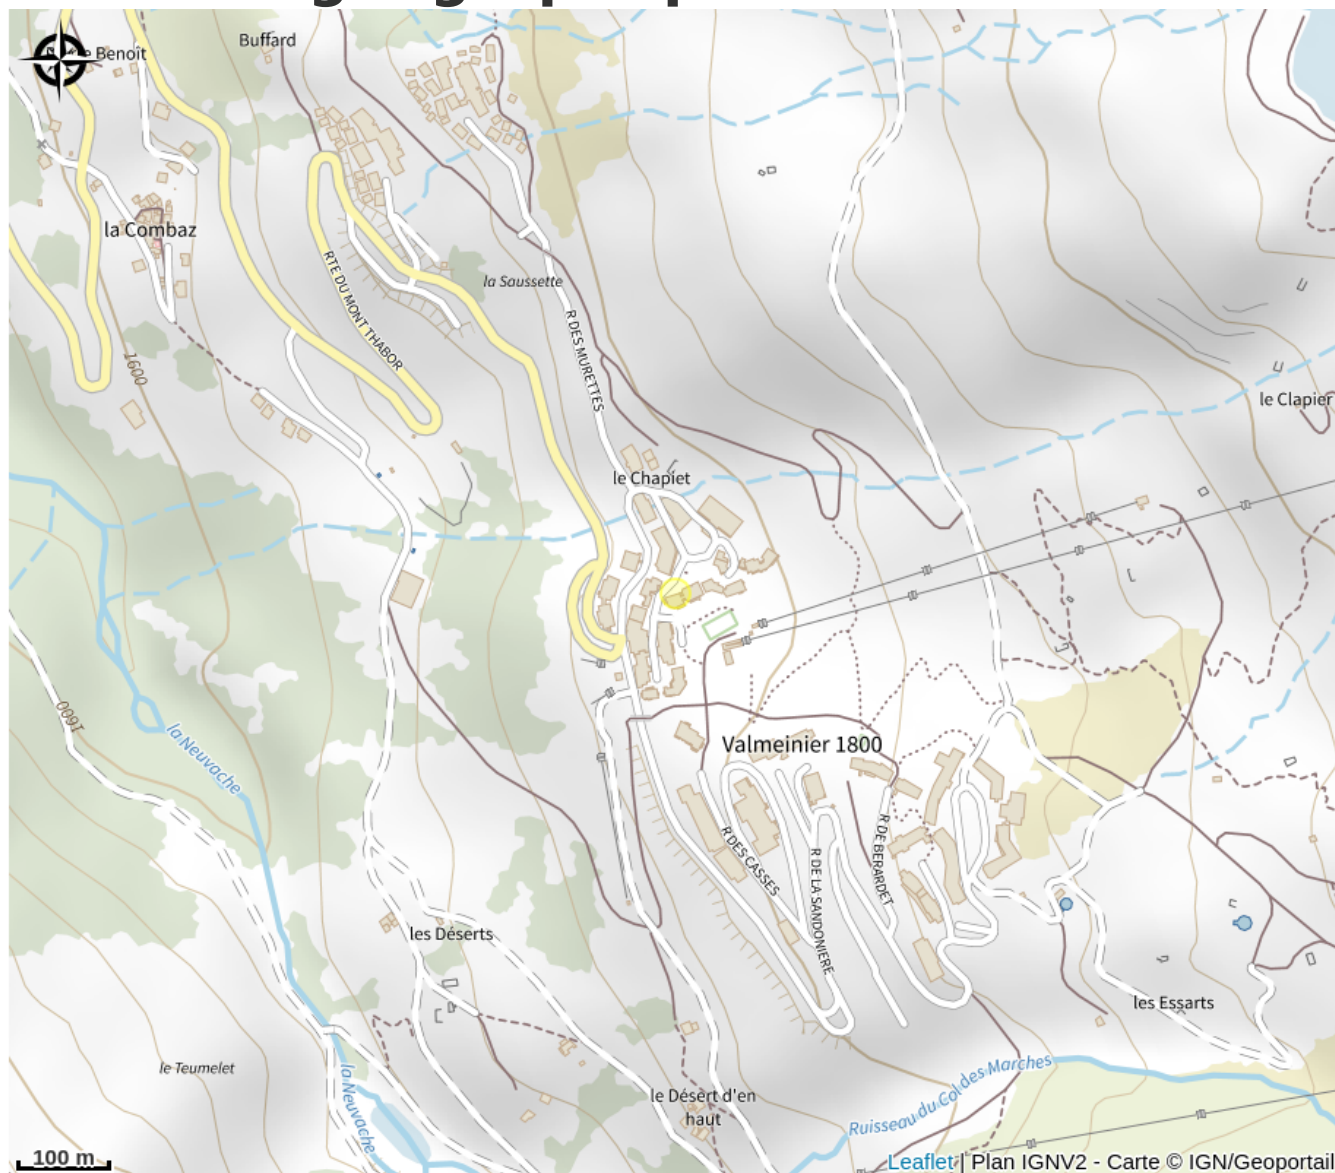 Buffard
Benoît
la Combaz
RTE DU MONT THABOR
la Saussette
R DES MURETTES
1600
le Clapier
le Chapiet
1600
la Neuvache
Valmeinier 1800
R DES CASSES
R DE LA SANDONIERE
R DE BERARDET
les Déserts
les Essarts
le Teumelet
la Neuvache
le Désert d'en
haut
Ruisseau du Col des Marches
100 m
Leaflet | Plan IGNV2 - Carte © IGN/Geoportail